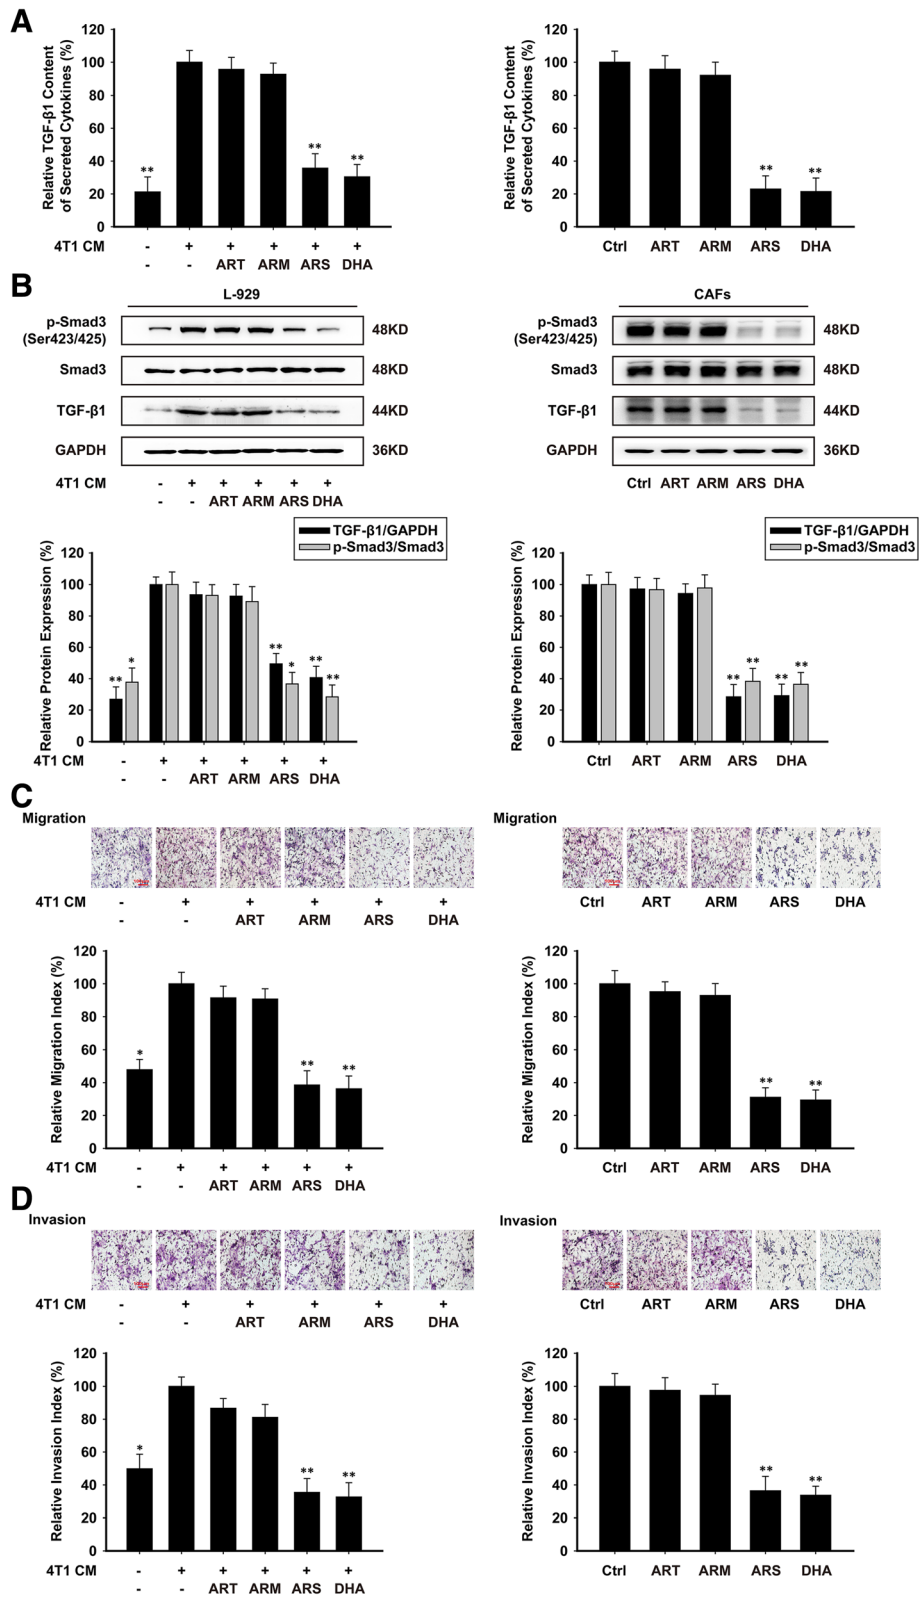 A
Relative TGF-β1 Content
of Secreted Cytokines (%)
120
100
80
60
40
20
0
**
**
**
4T1 CM - + + + + +
- - ART ARM ARS DHA
Relative TGF-β1 Content
of Secreted Cytokines (%)
120
100
80
60
40
20
0
**
**
Ctrl ART ARM ARS DHA
B
L-929
p-Smad3
(Ser423/425)
48KD
Smad3 48KD
TGF-β1 44KD
GAPDH 36KD
4T1 CM - + + + + +
- - ART ARM ARS DHA
CAFs
p-Smad3
(Ser423/425)
48KD
Smad3 48KD
TGF-β1 44KD
GAPDH 36KD
Ctrl ART ARM ARS DHA
TGF-β1/GAPDH
p-Smad3/Smad3
Relative Protein Expression (%)
120
100
80
60
40
20
0
** * ** * ** **
4T1 CM - + + + + +
- - ART ARM ARS DHA
TGF-β1/GAPDH
p-Smad3/Smad3
Relative Protein Expression (%)
120
100
80
60
40
20
0
** ** ** **
Ctrl ART ARM ARS DHA
C
Migration
4T1 CM - + + + + +
- - ART ARM ARS DHA
Migration
Ctrl ART ARM ARS DHA
Relative Migration Index (%)
120
100
80
60
40
20
0
* ** **
4T1 CM - + + + + +
- - ART ARM ARS DHA
Relative Migration Index (%)
120
100
80
60
40
20
0
** **
Ctrl ART ARM ARS DHA
D
Invasion
4T1 CM - + + + + +
- - ART ARM ARS DHA
Invasion
Ctrl ART ARM ARS DHA
Relative Invasion Index (%)
120
100
80
60
40
20
0
* ** **
4T1 CM - + + + + +
- - ART ARM ARS DHA
Relative Invasion Index (%)
120
100
80
60
40
20
0
** **
Ctrl ART ARM ARS DHA